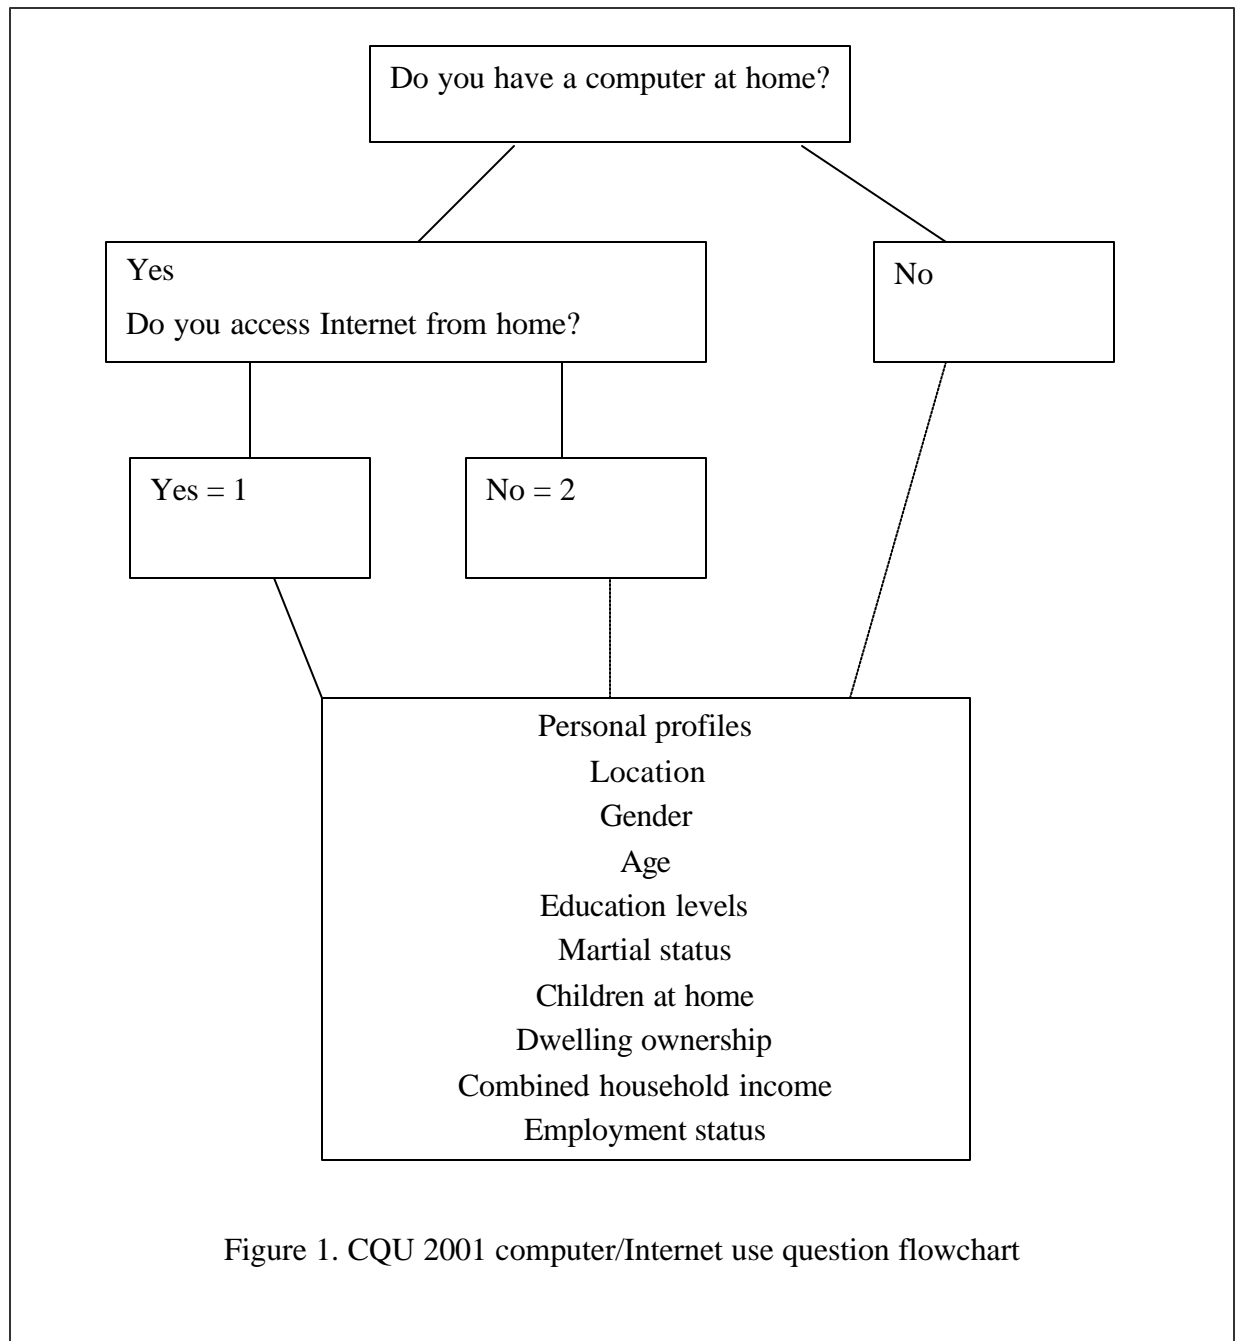 Do you have a computer at home?
Yes
Do you access Internet from home?
No
Yes = 1
No = 2
Personal profiles
Location
Gender
Age
Education levels
Martial status
Children at home
Dwelling ownership
Combined household income
Employment status
Figure 1. CQU 2001 computer/Internet use question flowchart